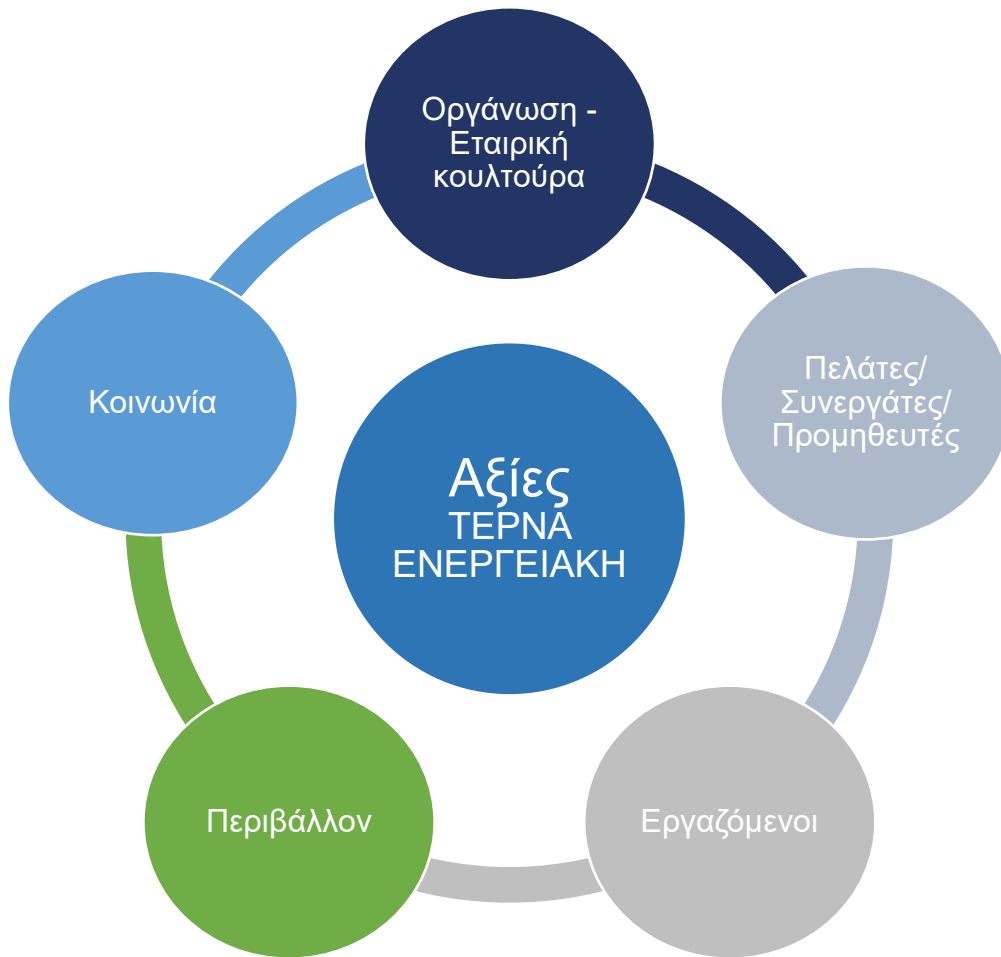 Οργάνωση -
Εταιρική
κουλτούρα
Πελάτες/
Συνεργάτες/
Προμηθευτές
Κοινωνία
Αξίες
ΤΕΡΝΑ
ΕΝΕΡΓΕΙΑΚΗ
Περιβάλλον
Εργαζόμενοι